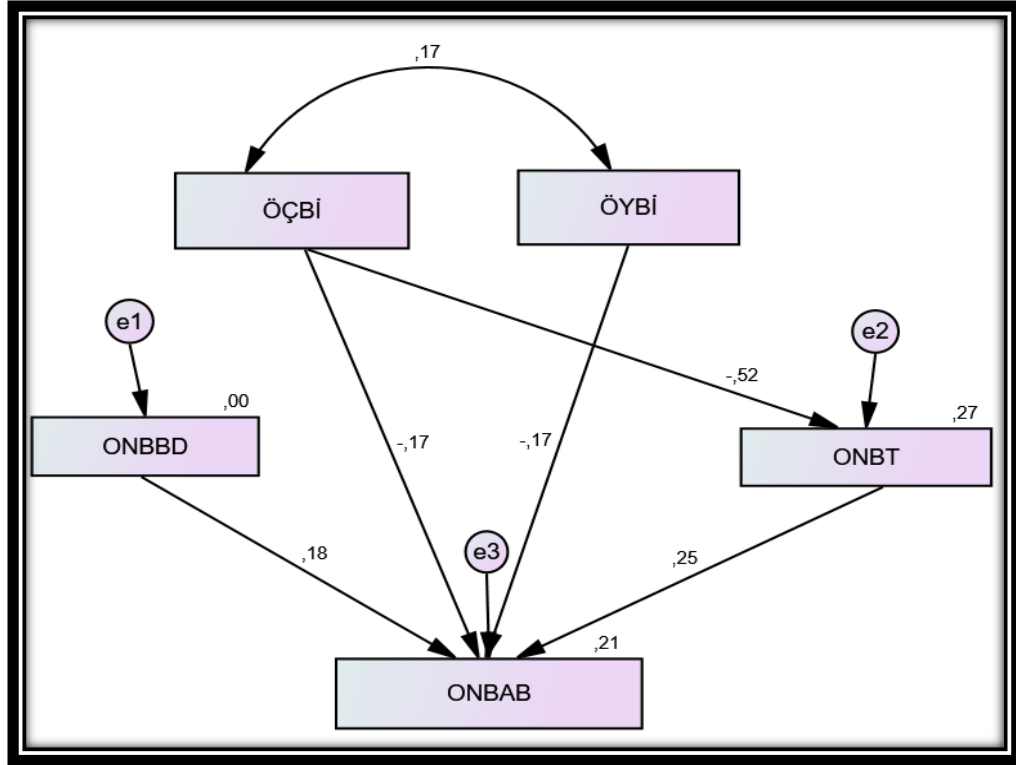 ,17
ÖÇBİ
ÖYBİ
e1
e2
-,52
,00
,27
ONBBD
-,17
-,17
ONBT
,18
e3
,25
,21
ONBAB